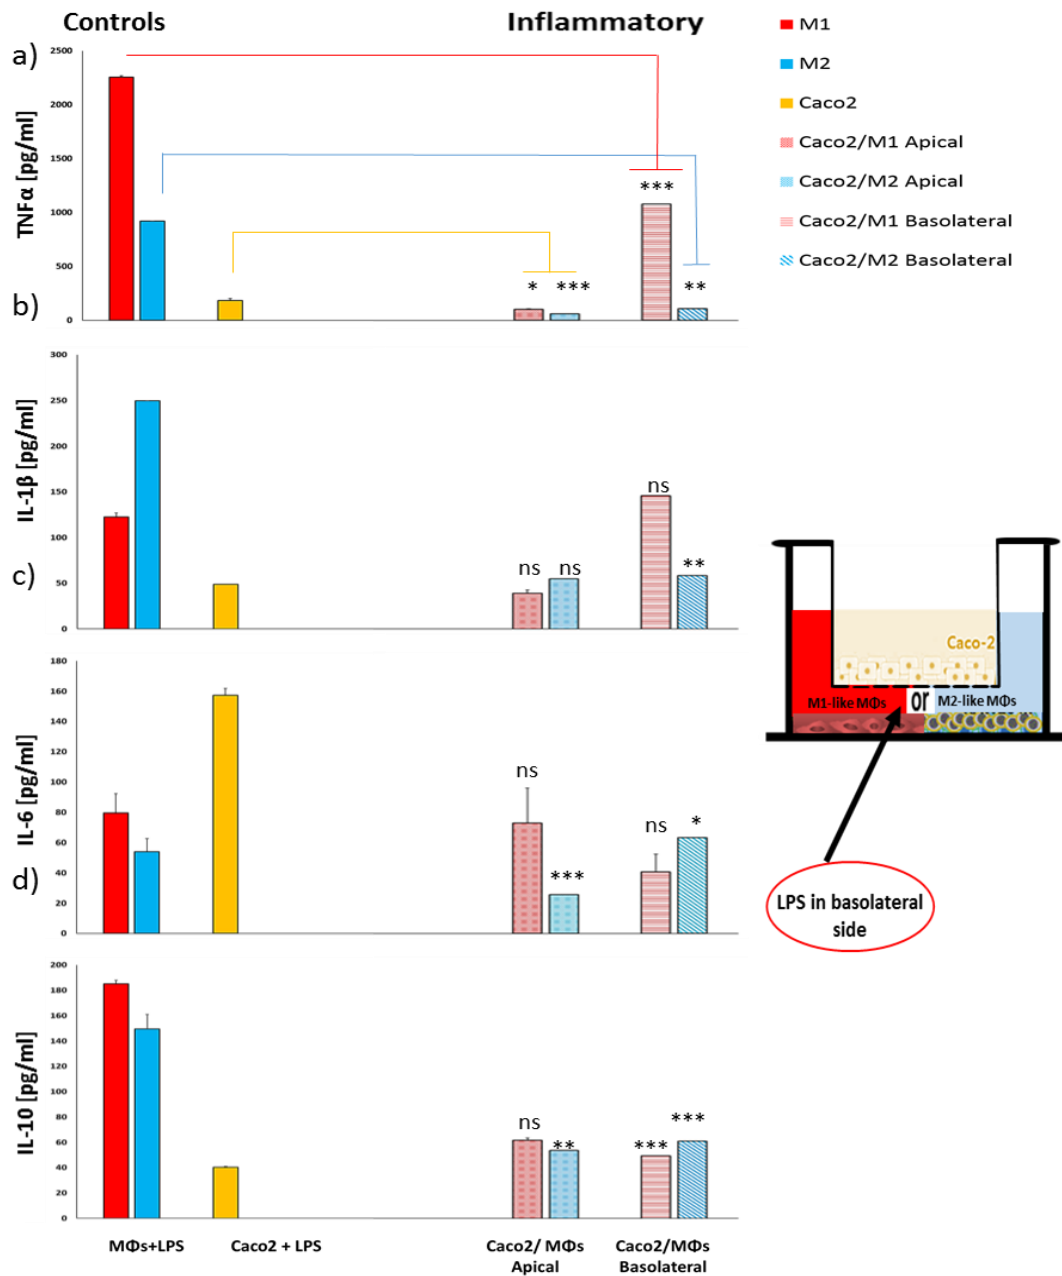 Controls
Inflammatory
a)
TNFα [pg/ml]
2500
2000
1500
1000
500
0
*
***
***
**
M1
M2
Caco2
Caco2/M1 Apical
Caco2/M2 Apical
Caco2/M1 Basolateral
Caco2/M2 Basolateral
b)
IL-1β [pg/ml]
300
250
200
150
100
50
0
ns
ns
ns
**
c)
IL-6 [pg/ml]
180
160
140
120
100
80
60
40
20
0
ns
***
ns
*
d)
IL-10 [pg/ml]
200
180
160
140
120
100
80
60
40
20
0
ns
**
***
***
MΦs+LPS
Caco2 + LPS
Caco2/ MΦs
Apical
Caco2/MΦs
Basolateral
Caco-2
M1-like MΦs
or
M2-like MΦs
LPS in basolateral
side